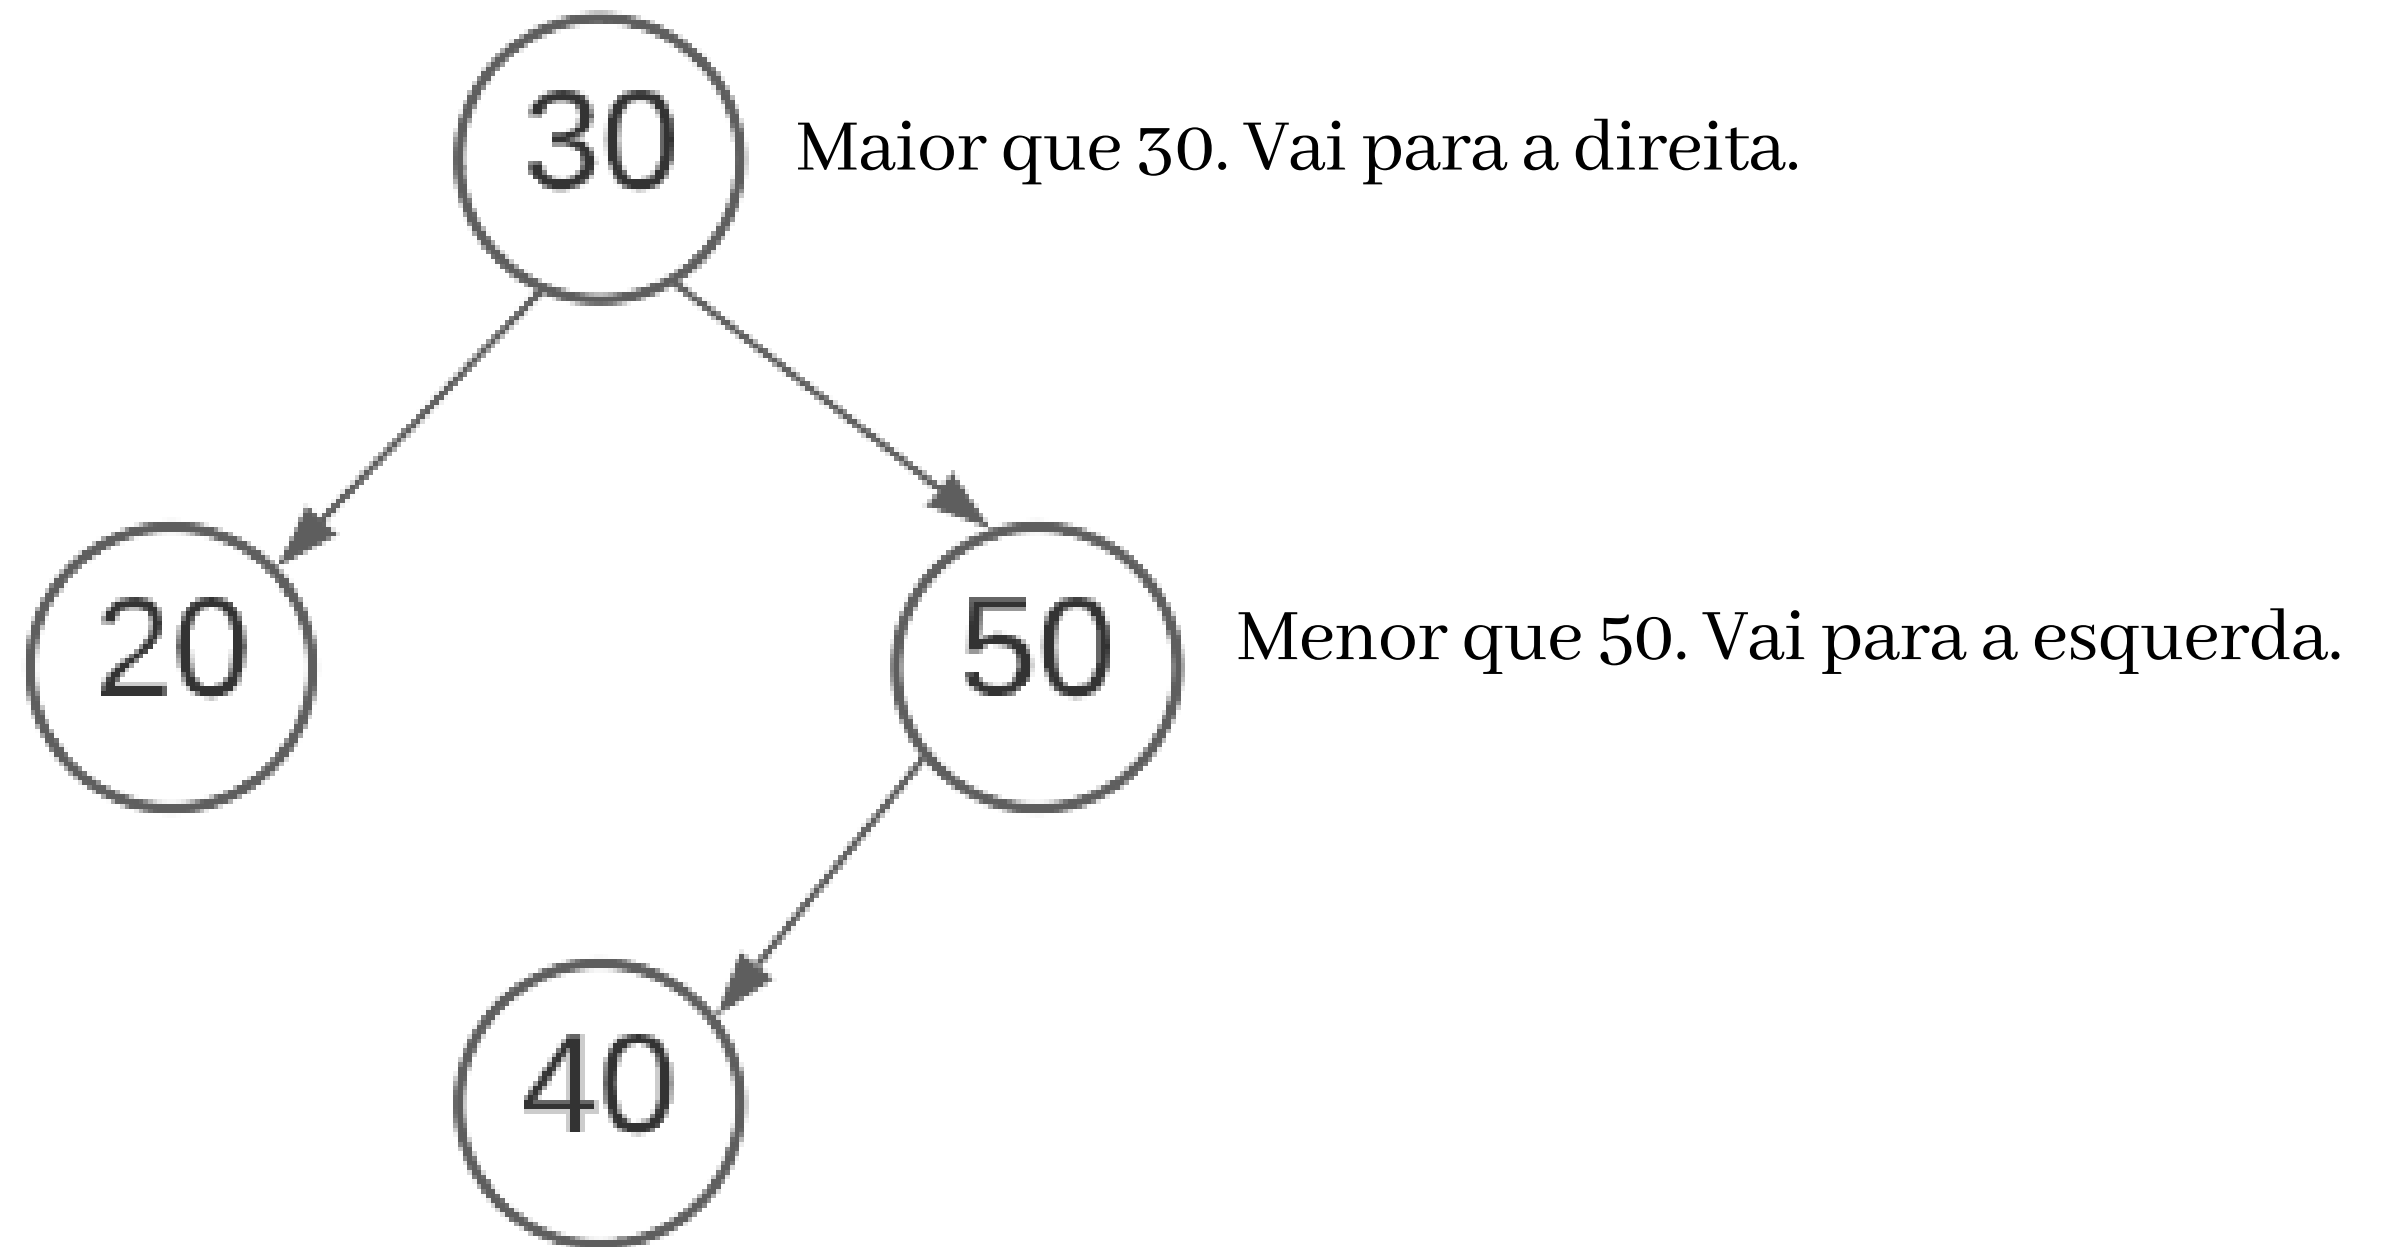 30
Maior que 30. Vai para a direita.
20
50
Menor que 50. Vai para a esquerda.
40